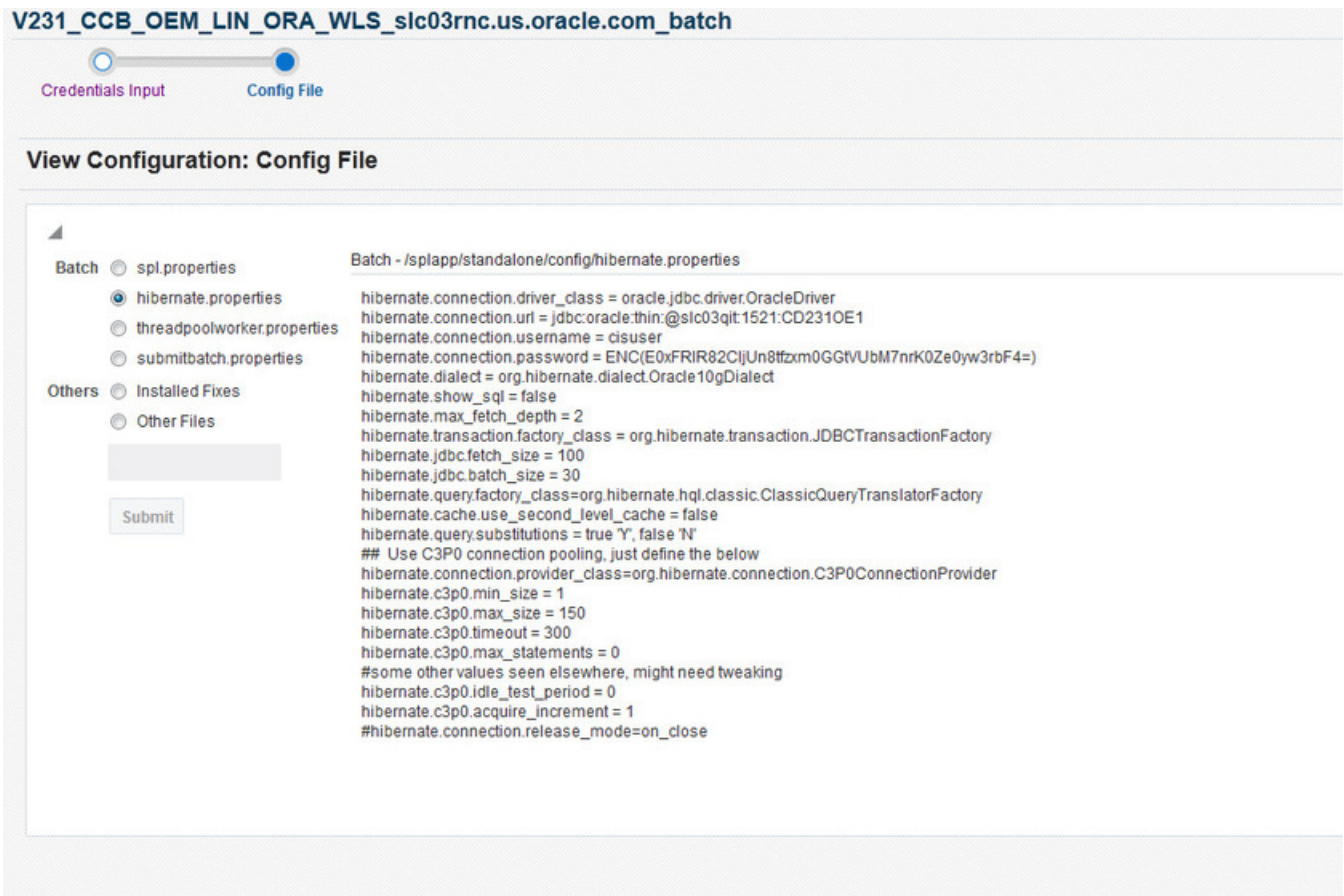 V231_CCB_OEM_LIN_ORA_WLS_slc03rnc.us.oracle.com_batch
Credentials Input
Config File
View Configuration: Config File
Batch
spl.properties
hibernate.properties
threadpoolworker.properties
submitbatch.properties
Others
Installed Fixes
Other Files
Submit
Batch - /splapp/standalone/config/hibernate.properties
hibernate.connection.driver_class = oracle.jdbc.driver.OracleDriver
hibernate.connection.url = jdbc:oracle:thin:@slc03qit:1521:CD231OE1
hibernate.connection.username = cisuser
hibernate.connection.password = ENC(E0xFRIR82CIjUn8tfzxm0GGtVUbM7nrK0Ze0yw3rbF4=)
hibernate.dialect = org.hibernate.dialect.Oracle10gDialect
hibernate.show_sql = false
hibernate.max_fetch_depth = 2
hibernate.transaction.factory_class = org.hibernate.transaction.JDBCTransactionFactory
hibernate.jdbc.fetch_size = 100
hibernate.jdbc.batch_size = 30
hibernate.query.factory_class=org.hibernate.hql.classic.ClassicQueryTranslatorFactory
hibernate.cache.use_second_level_cache = false
hibernate.query.substitutions = true 'Y', false 'N'
## Use C3P0 connection pooling, just define the below
hibernate.connection.provider_class=org.hibernate.connection.C3P0ConnectionProvider
hibernate.c3p0.min_size = 1
hibernate.c3p0.max_size = 150
hibernate.c3p0.timeout = 300
hibernate.c3p0.max_statements = 0
#some other values seen elsewhere, might need tweaking
hibernate.c3p0.idle_test_period = 0
hibernate.c3p0.acquire_increment = 1
#hibernate.connection.release_mode=on_close